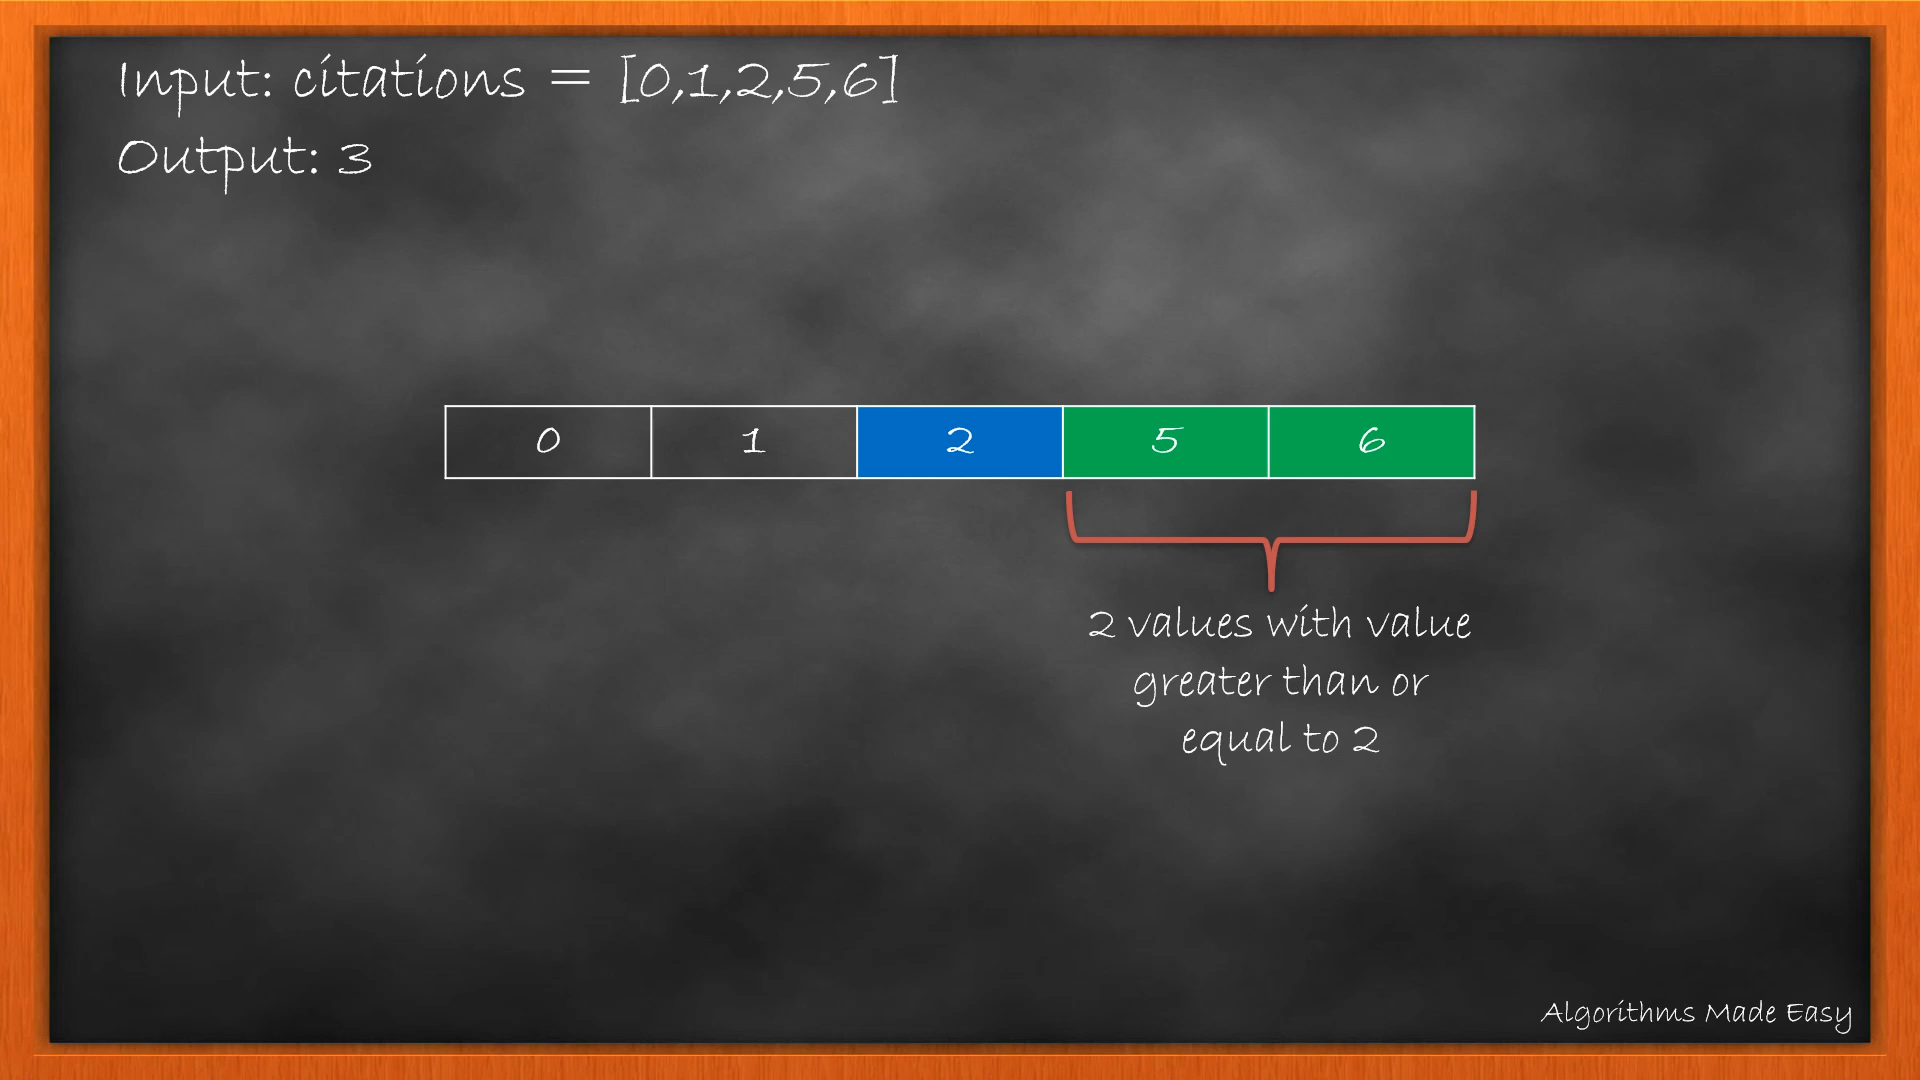 Input: citations = [0,1,2,5,6]
Output: 3
0 1 2 5 6
2 values with value
greater than or
equal to 2
Algorithms Made Easy